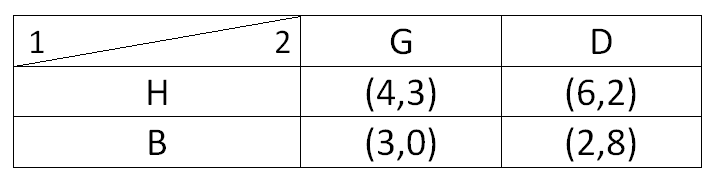 1 2 G D
H (4,3) (6,2)
B (3,0) (2,8)